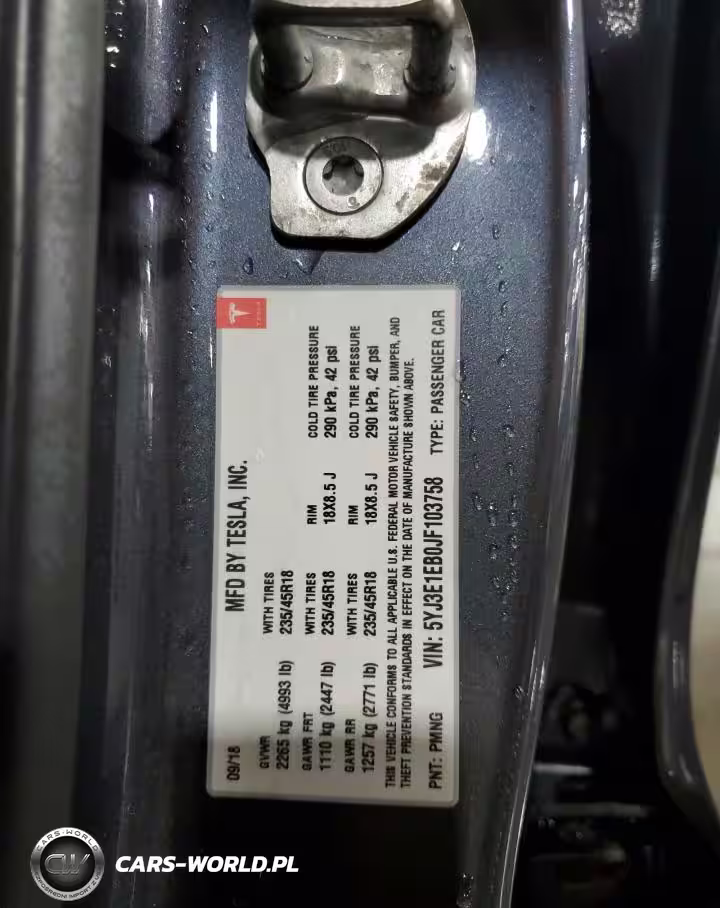 TESLA
MFD BY TESLA, INC.
09/18
GVWR
2265 kg (4993 lb)
WITH TIRES
235/45R18
RIM
18X8.5 J
COLD TIRE PRESSURE
290 kPa, 42 psi
GAWR FRT
1110 kg (2447 lb)
WITH TIRES
235/45R18
RIM
18X8.5 J
COLD TIRE PRESSURE
290 kPa, 42 psi
GAWR RR
1257 kg (2771 lb)
THIS VEHICLE CONFORMS TO ALL APPLICABLE U.S. FEDERAL MOTOR VEHICLE SAFETY, BUMPER, AND
THEFT PREVENTION STANDARDS IN EFFECT ON THE DATE OF MANUFACTURE SHOWN ABOVE.
PNT: PMNG VIN: 5YJ3E1EB0JF103758 TYPE: PASSENGER CAR
CARS-WORLD
CW
CARS-WORLD.PL